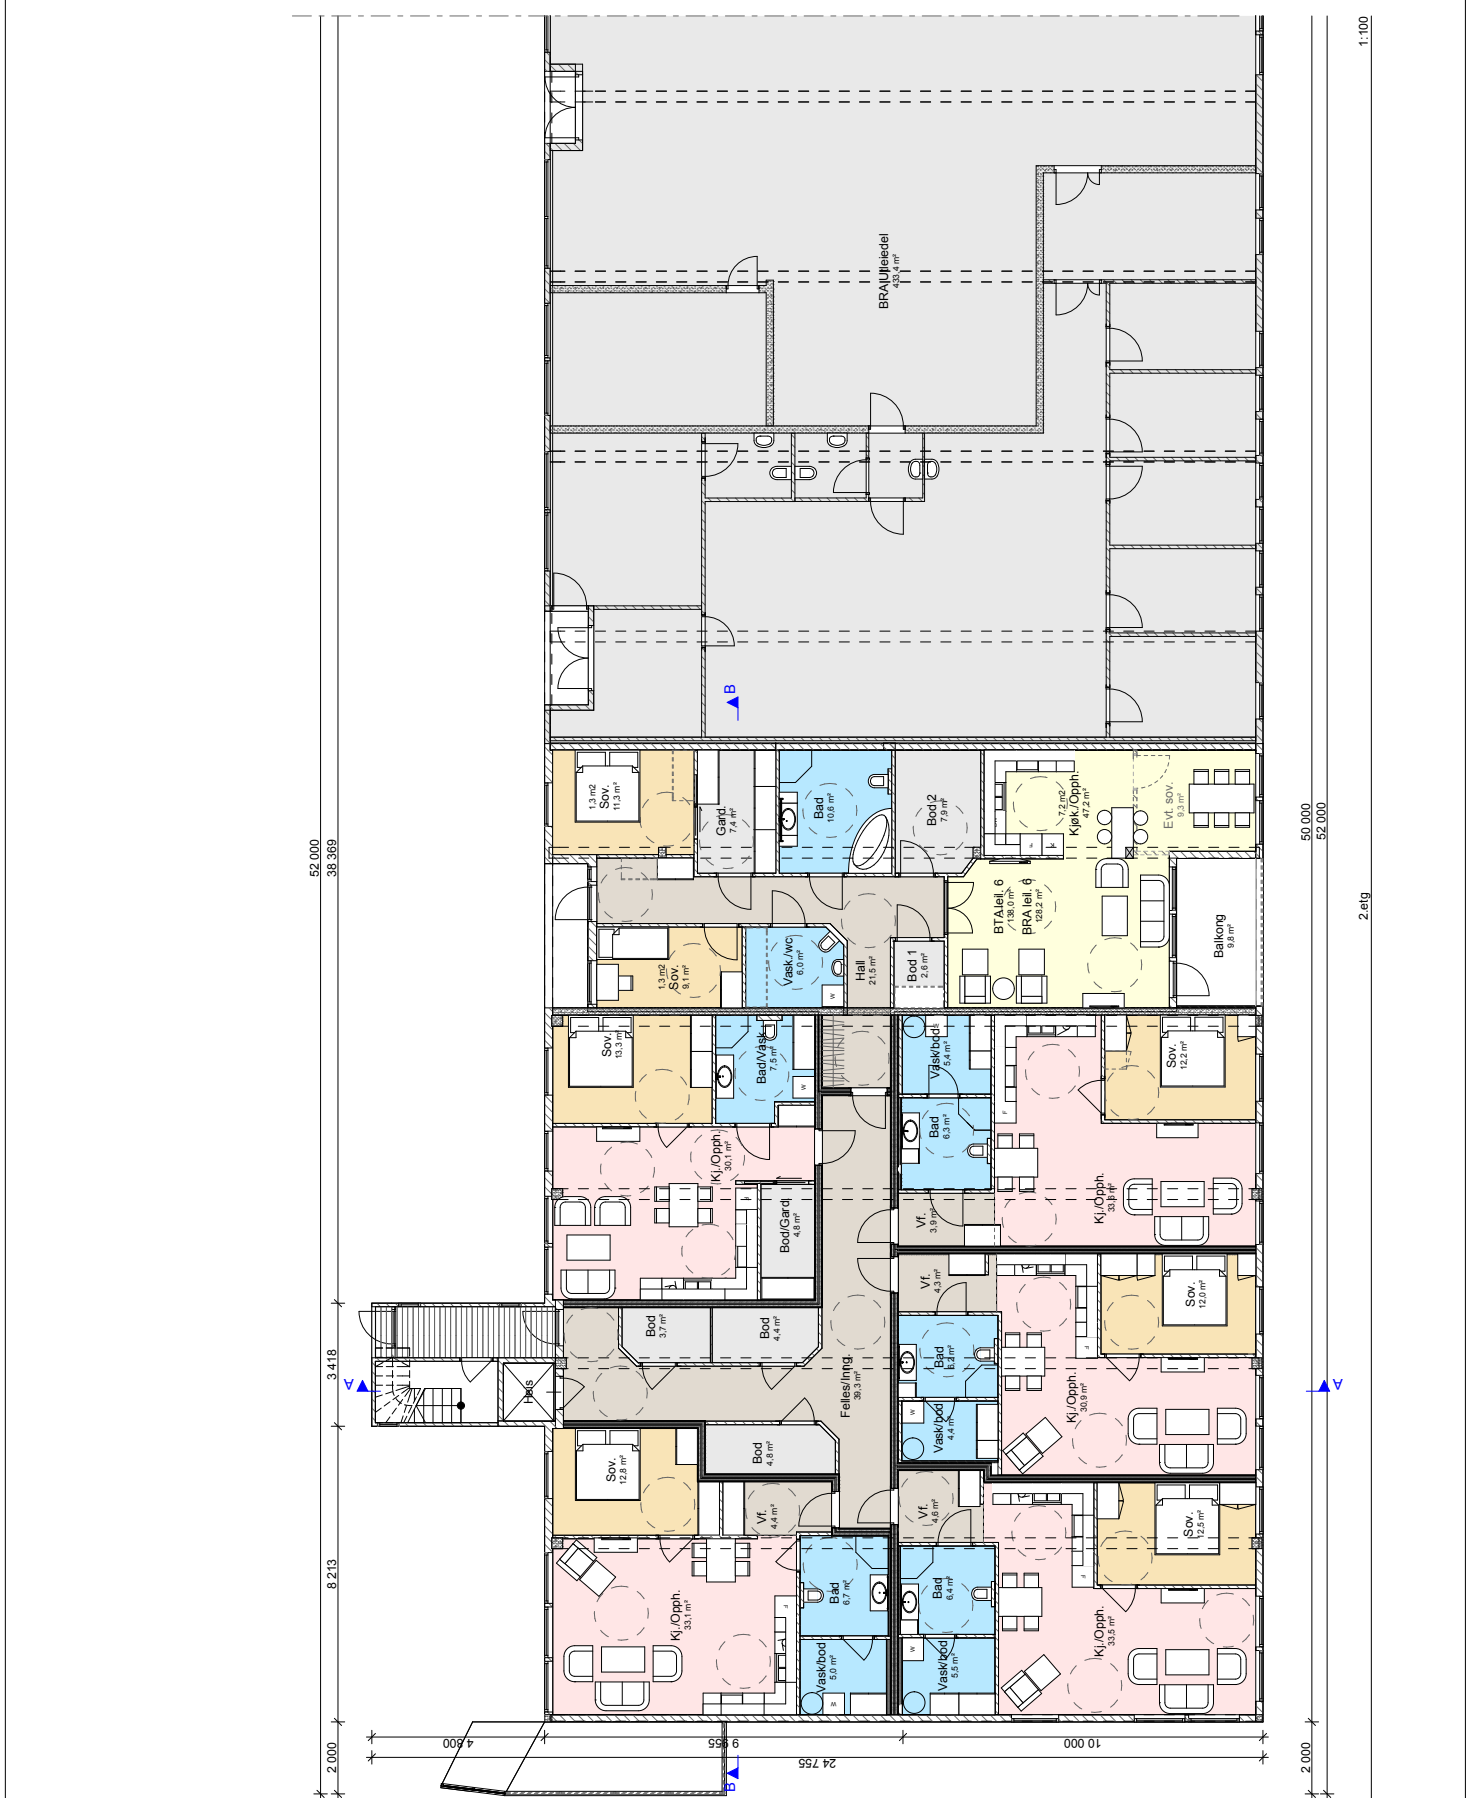 1:100
52 000
38 369
BRA Utleiedel
433,4 m²
B
1,3 m2
Sov.
11,3 m²
Gard.
7,4 m²
Bad
10,6 m²
Bod 2
7,9 m²
7,2 m2
Kjøk./Opph.
47,2 m²
Evt. sov.
9,3 m²
50 000
52 000
1,3 m2
Sov.
9,1 m²
Vask./wc
6,0 m²
W
Hall
21,5 m²
Bod 1
2,6 m²
BTA leil. 6
138,0 m²
BRA leil. 6
128,2 m²
Balkong
9,8 m²
2.etg
Sov.
13,3 m²
Bad/Vask
7,5 m²
W
Vask/bod
5,4 m²
Sov.
12,2 m²
Bad
6,3 m²
Kj./Opph.
30,1 m²
Bod/Gard
4,8 m²
Vf.
3,9 m²
Kj./Opph.
33,6 m²
Vf.
4,3 m²
Sov.
12,0 m²
3 418
A
Heis
Bod
3,7 m²
Bod
4,4 m²
Felles/Inng.
39,3 m²
Bad
6,2 m²
Kj./Opph.
30,9 m²
A
W
Vask/bod
4,4 m²
Bod
4,8 m²
Sov.
12,8 m²
Vf.
4,4 m²
Vf.
4,6 m²
Sov.
12,5 m²
8 213
Kj./Opph.
33,1 m²
Bad
6,7 m²
Bad
6,4 m²
Kj./Opph.
33,5 m²
Vask/bod
5,0 m²
W
W
Vask/bod
5,5 m²
2 000
4 800
9 955
10 000
24 755
B
2 000